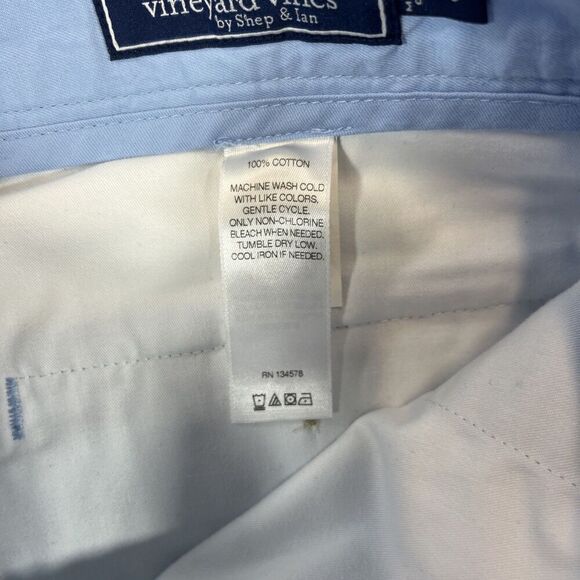 vineyard vines
by Shep & Ian
100% COTTON
MACHINE WASH COLD
WITH LIKE COLORS,
GENTLE CYCLE.
ONLY NON-CHLORINE
BLEACH WHEN NEEDED.
TUMBLE DRY LOW.
COOL IRON IF NEEDED.
RN 134578